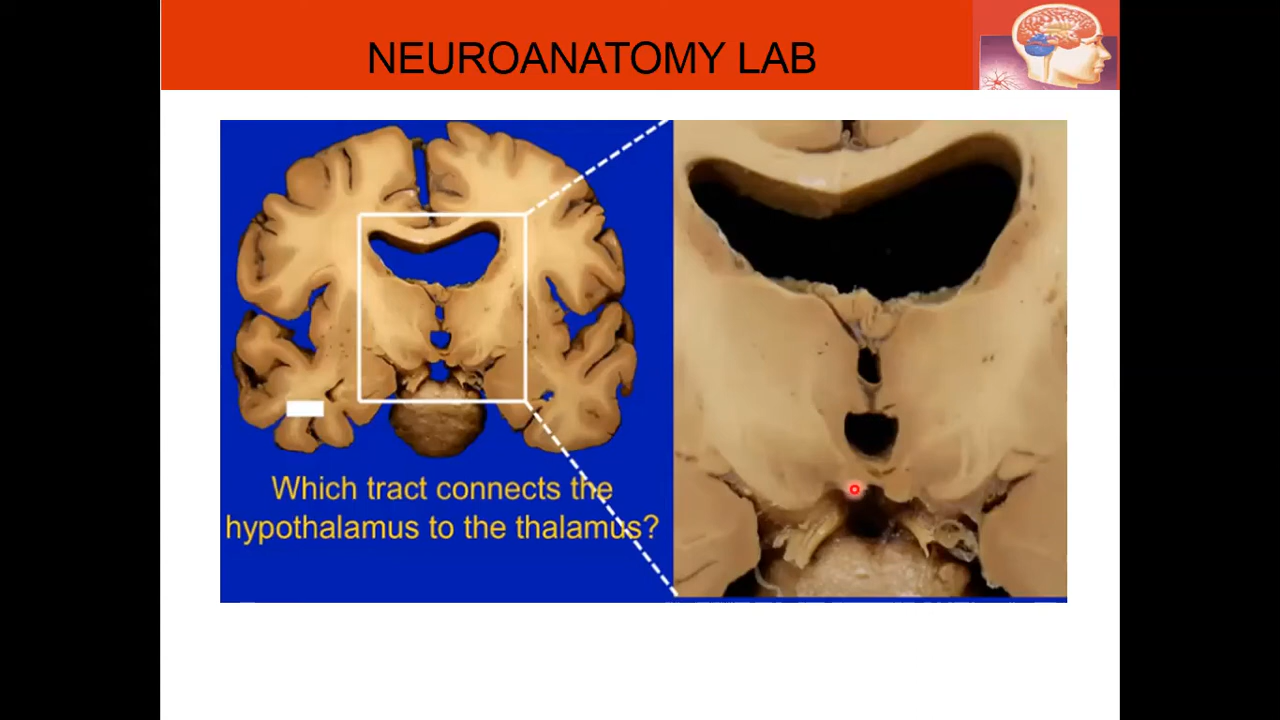 NEUROANATOMY LAB
Which tract connects the
hypothalamus to the thalamus?